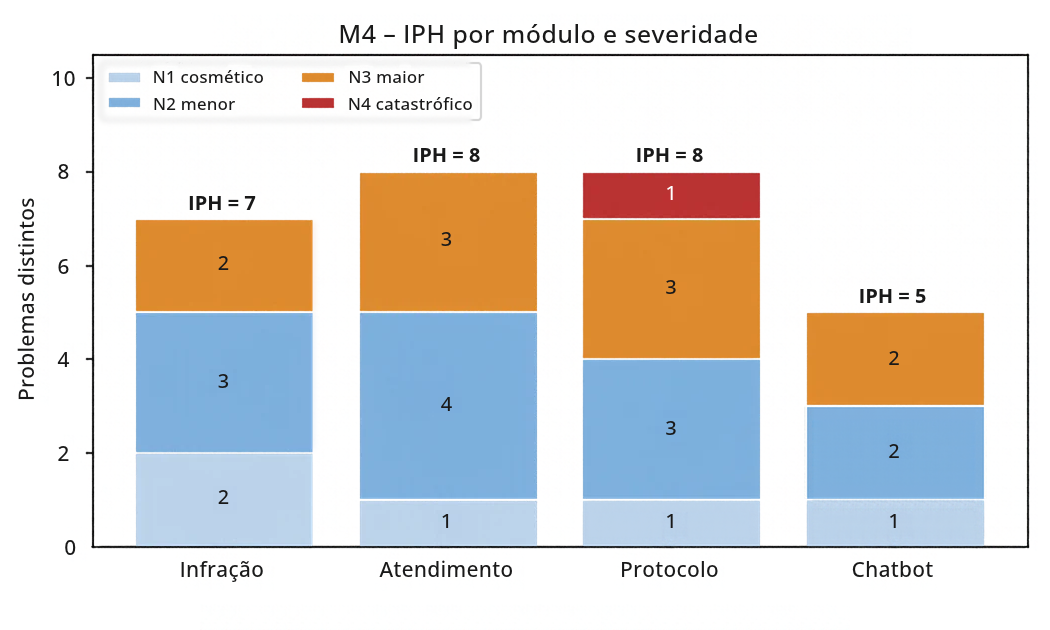 M4 – IPH por módulo e severidade
N1 cosmético
N2 menor
N3 maior
N4 catastrófico
Problemas distintos
10
8
6
4
2
0
IPH = 7
2
3
2
IPH = 8
3
4
1
IPH = 8
1
3
3
1
IPH = 5
2
2
1
Infração
Atendimento
Protocolo
Chatbot